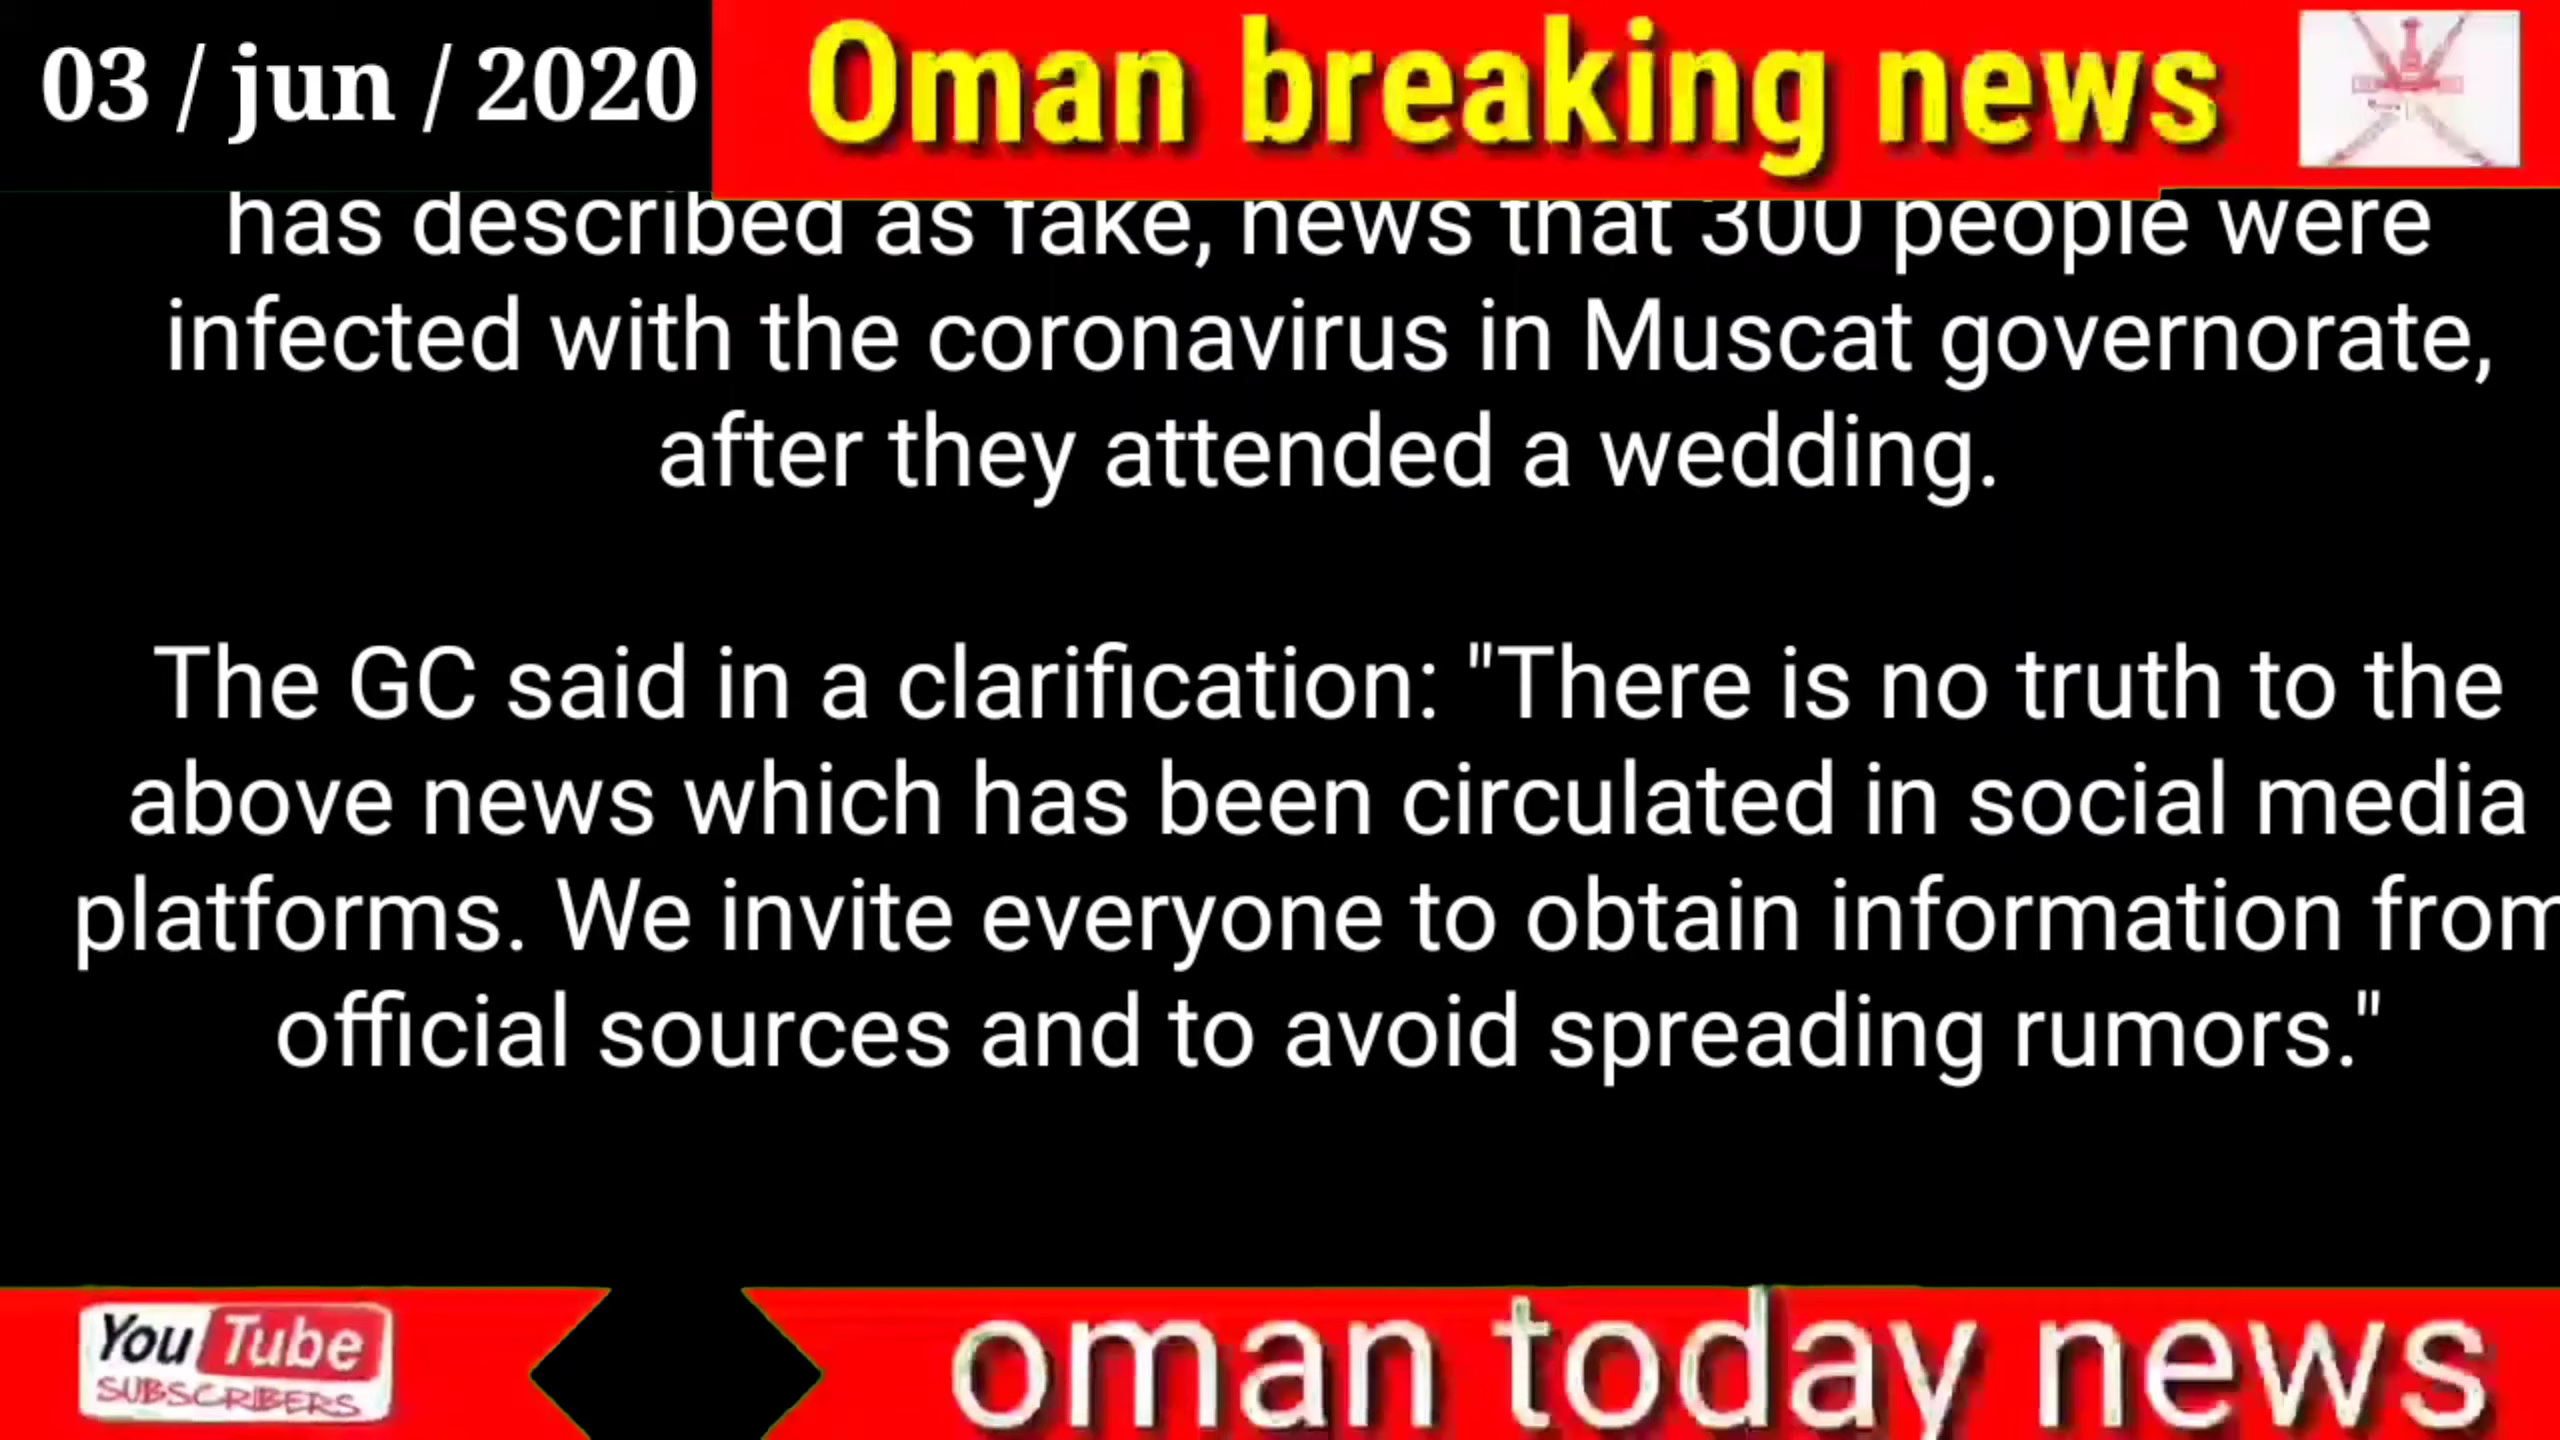 03 / jun / 2020
Oman breaking news
has described as fake, news that 300 people were
infected with the coronavirus in Muscat governorate,
after they attended a wedding.
The GC said in a clarification: "There is no truth to the
above news which has been circulated in social media
platforms. We invite everyone to obtain information from
official sources and to avoid spreading rumors."
YouTube
SUBSCRIBERS
oman today news